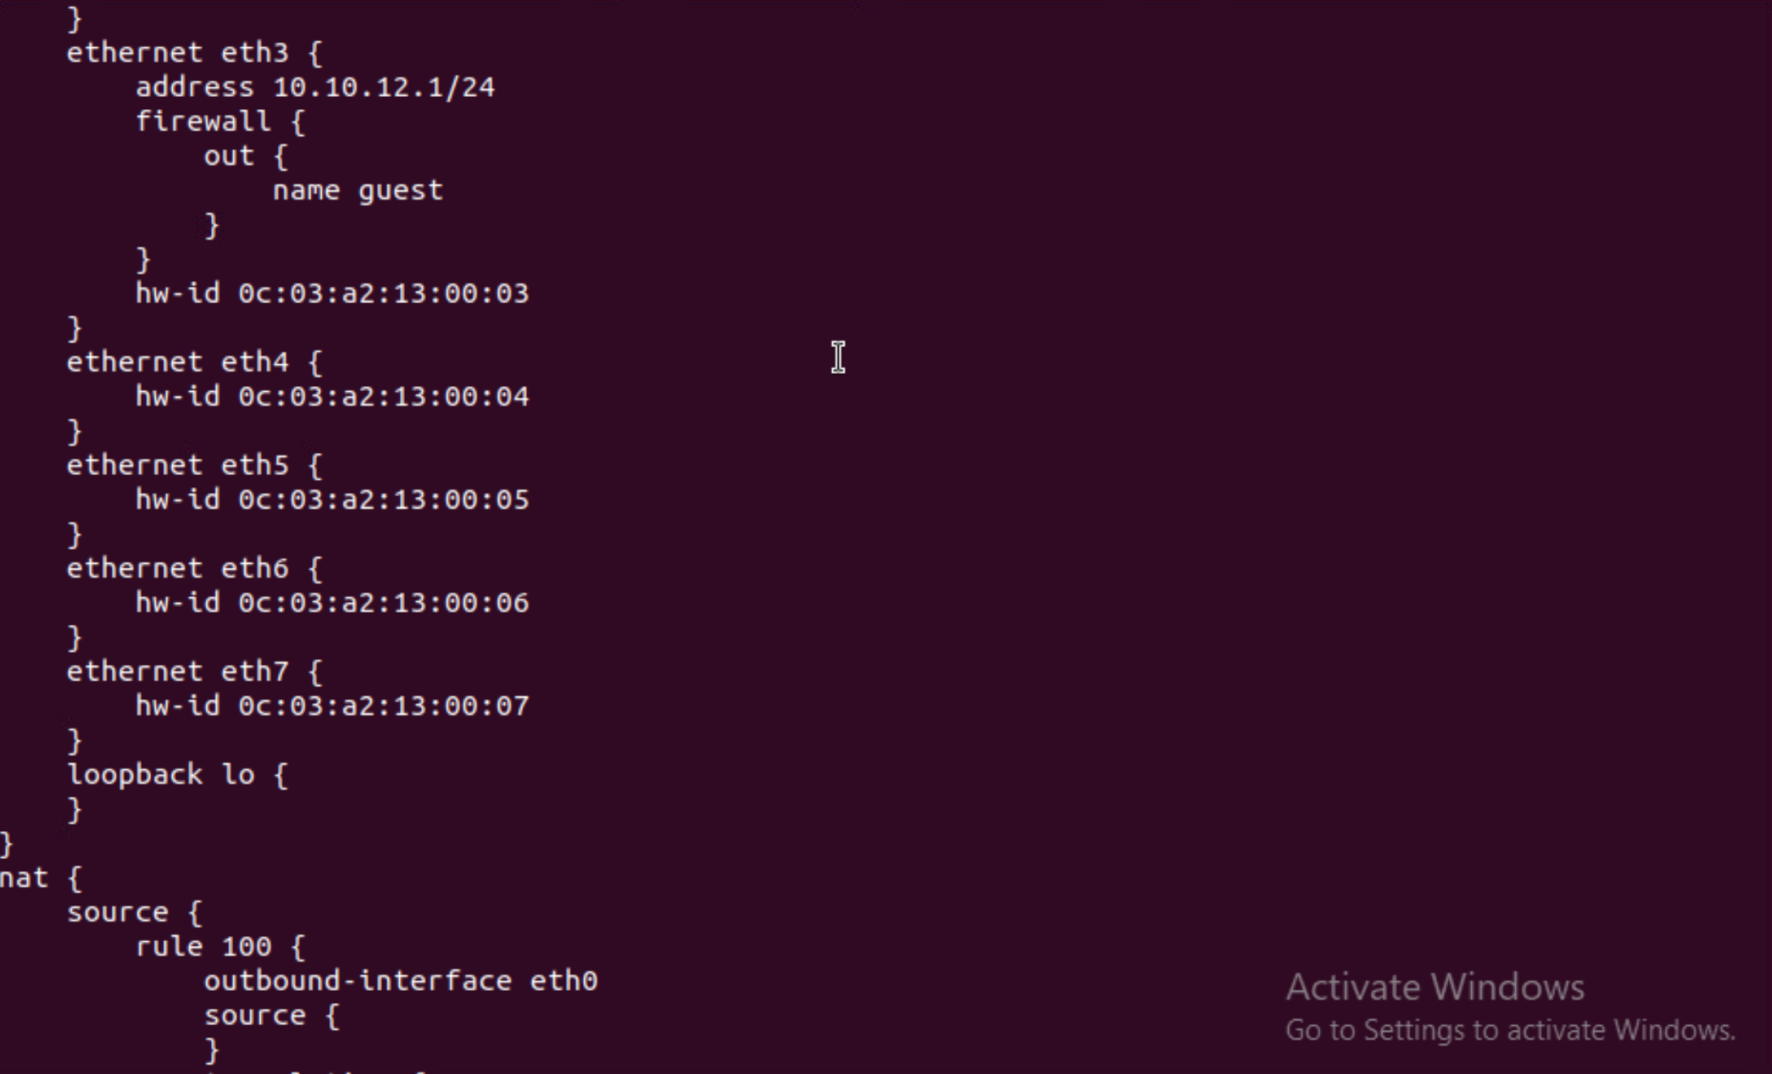 }
    ethernet eth3 {
        address 10.10.12.1/24
        firewall {
            out {
                name guest
            }
        }
        hw-id 0c:03:a2:13:00:03
    }
    ethernet eth4 {
        hw-id 0c:03:a2:13:00:04
    }
    ethernet eth5 {
        hw-id 0c:03:a2:13:00:05
    }
    ethernet eth6 {
        hw-id 0c:03:a2:13:00:06
    }
    ethernet eth7 {
        hw-id 0c:03:a2:13:00:07
    }
    loopback lo {
    }
}
nat {
    source {
        rule 100 {
            outbound-interface eth0
            source {
            }
Activate Windows
Go to Settings to activate Windows.